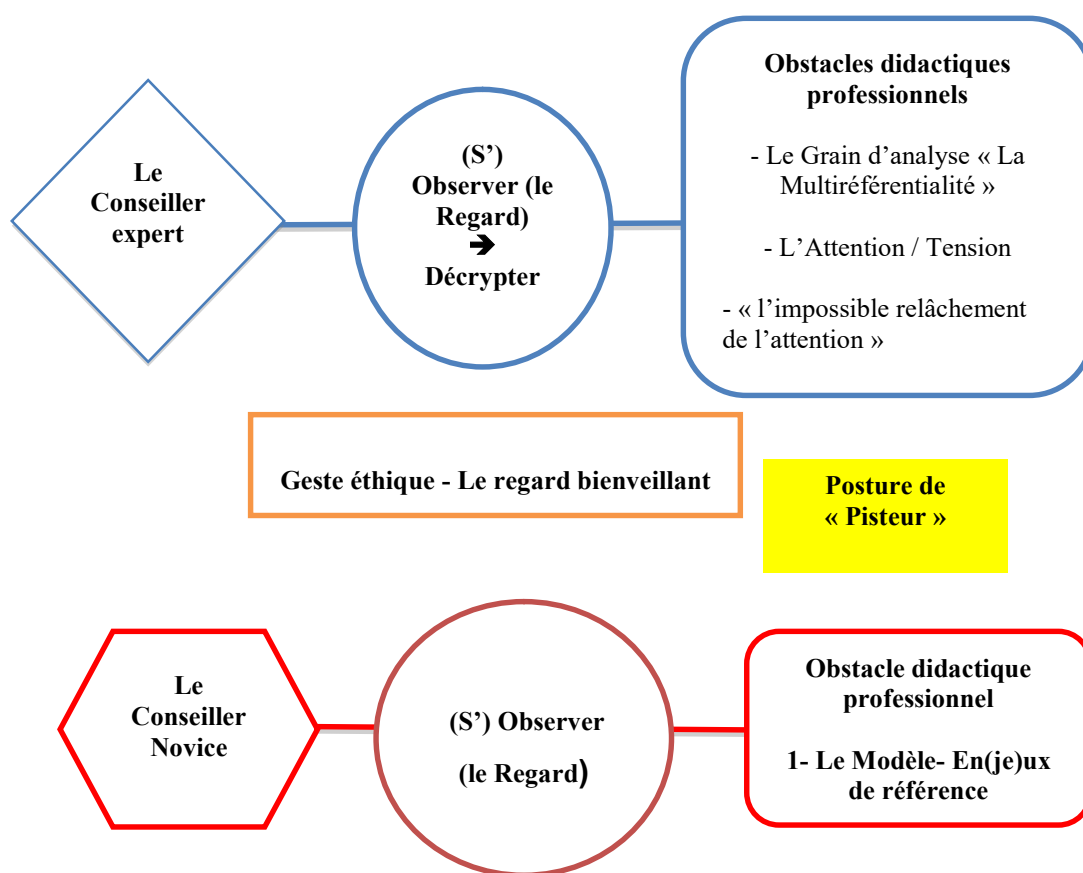 Le
Conseiller
expert
(S’)
Observer (le
Regard)
➔
Décrypter
Obstacles didactiques
professionnels
- Le Grain d’analyse « La
Multiréférentialité »
- L’Attention / Tension
- « l’impossible relâchement
de l’attention »
Geste éthique - Le regard bienveillant
Posture de
« Pisteur »
Le
Conseiller
Novice
(S’) Observer
(le Regard)
Obstacle didactique
professionnel
1- Le Modèle- En(je)ux
de référence